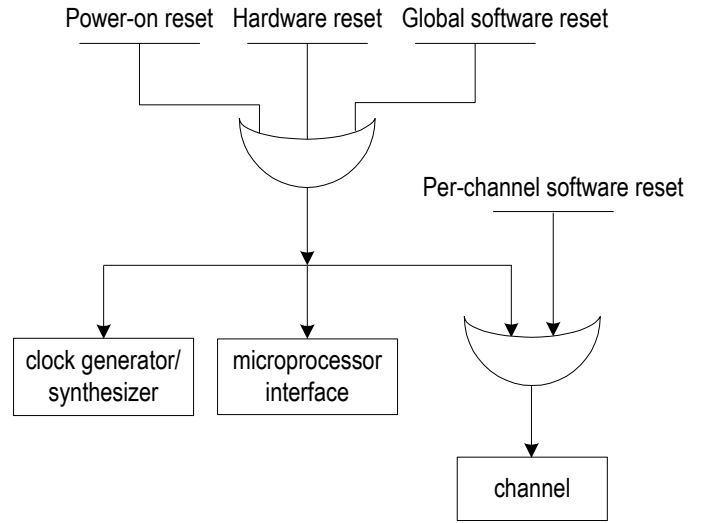 Power-on reset
Hardware reset
Global software reset
Per-channel software reset
clock generator/
synthesizer
microprocessor
interface
channel